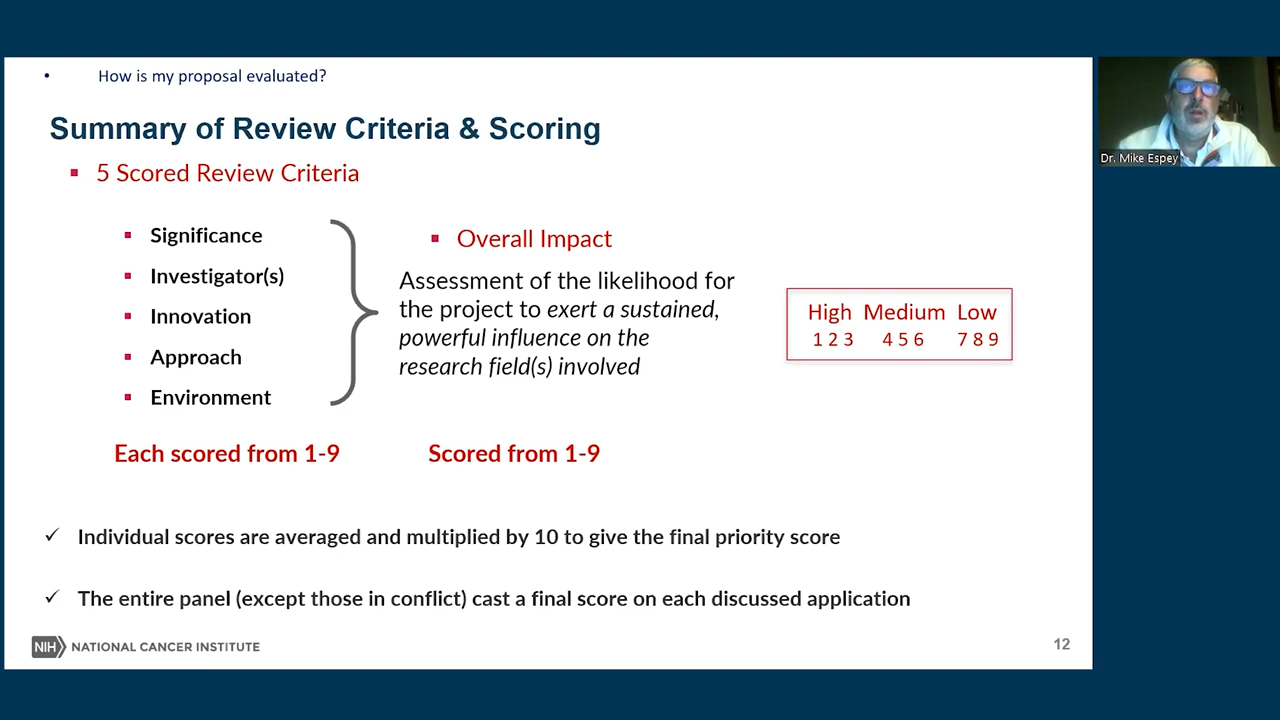 • How is my proposal evaluated?
Summary of Review Criteria & Scoring
▪ 5 Scored Review Criteria
▪ Significance
▪ Investigator(s)
▪ Innovation
▪ Approach
▪ Environment
Each scored from 1-9
▪ Overall Impact
Assessment of the likelihood for
the project to exert a sustained,
powerful influence on the
research field(s) involved
Scored from 1-9
High Medium Low
1 2 3 4 5 6 7 8 9
✓ Individual scores are averaged and multiplied by 10 to give the final priority score
✓ The entire panel (except those in conflict) cast a final score on each discussed application
NIH NATIONAL CANCER INSTITUTE
12
Dr. Mike Espey